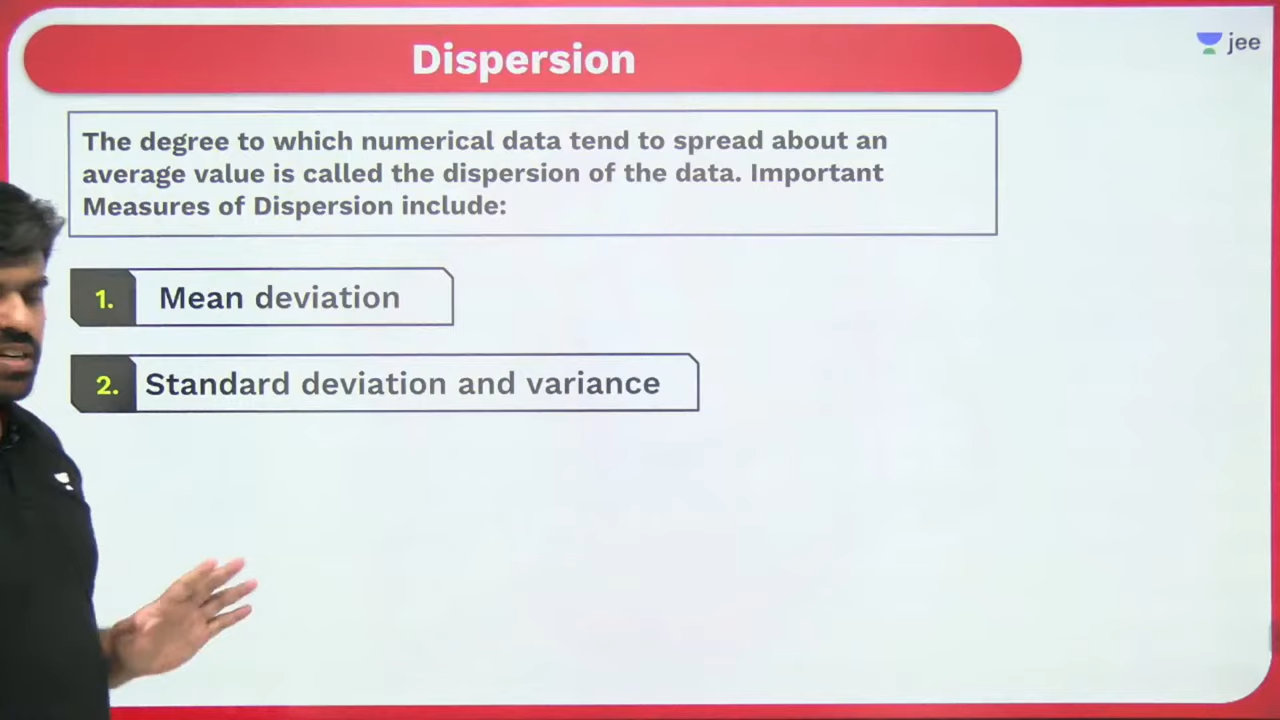 Dispersion
jee
The degree to which numerical data tend to spread about an
average value is called the dispersion of the data. Important
Measures of Dispersion include:
1. Mean deviation
2. Standard deviation and variance